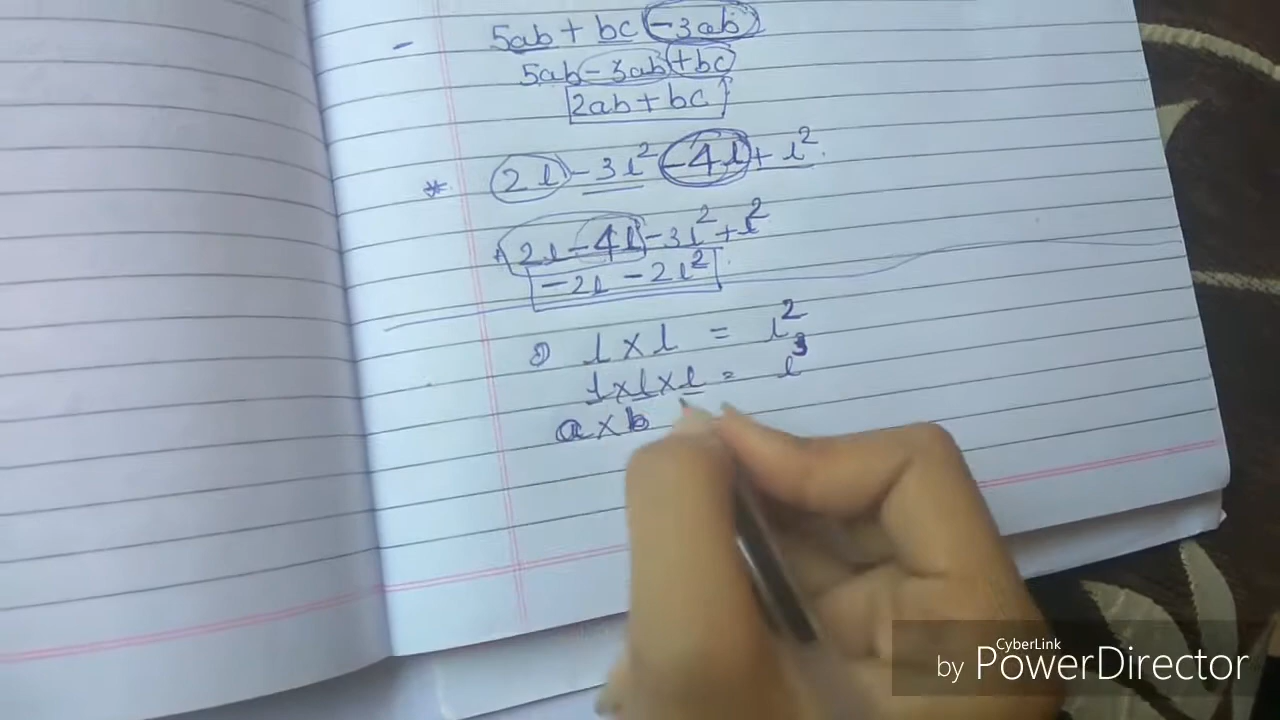 - 5ab + bc - 3ab
5ab - 3ab + bc
2ab + bc
* 2l - 3l² - 4l + l².
2l - 4l - 3l² + l²
-2l - 2l²
l × l = l²
l × l × l = l³
a × b
CyberLink
by PowerDirector